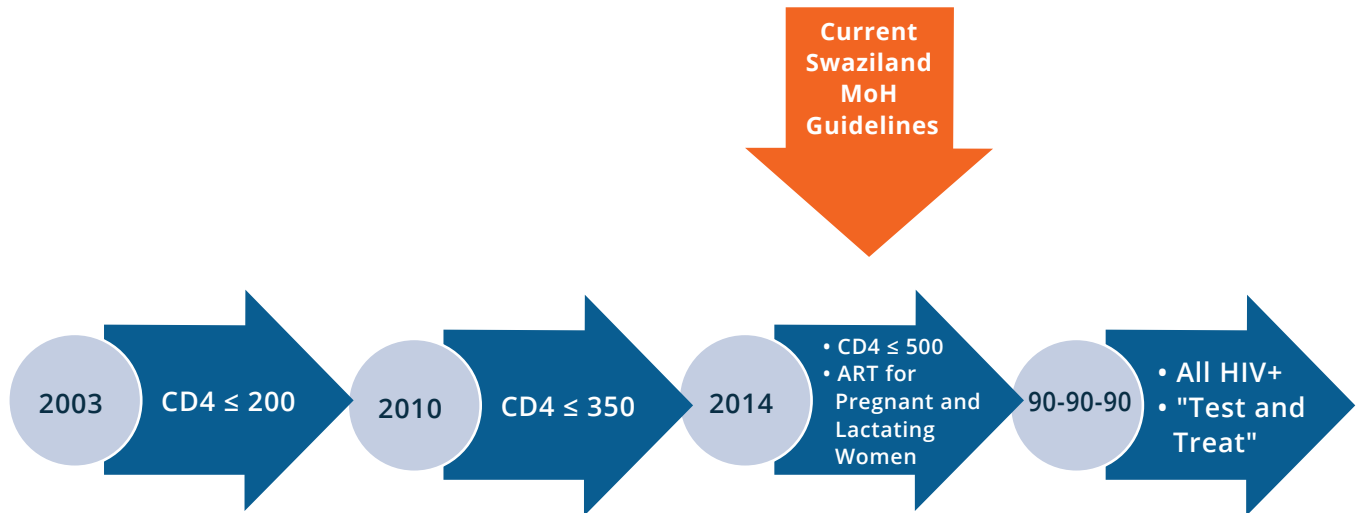 Current
Swaziland
MoH
Guidelines
2003
CD4 ≤ 200
2010
CD4 ≤ 350
2014
• CD4 ≤ 500
• ART for
Pregnant and
Lactating
Women
90-90-90
• All HIV+
• "Test and
Treat"